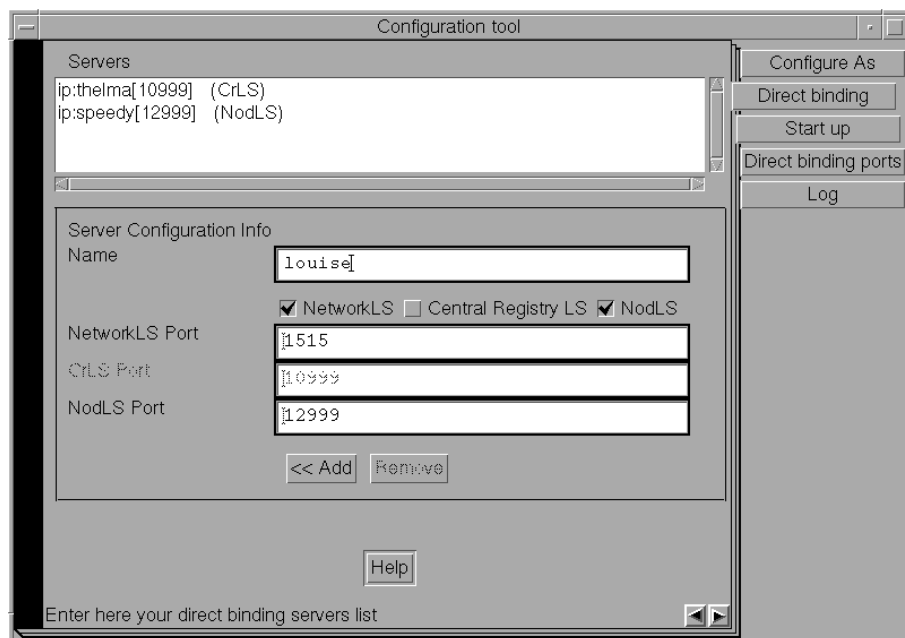 Configuration tool
Servers
ip:thelma[10999] (CrLS)
ip:speedy[12999] (NodLS)
Server Configuration Info
Name
louise
NetworkLS Central Registry LS NodLS
NetworkLS Port
1515
CrLS Port
10999
NodLS Port
12999
<< Add Remove
Help
Enter here your direct binding servers list
Configure As
Direct binding
Start up
Direct binding ports
Log